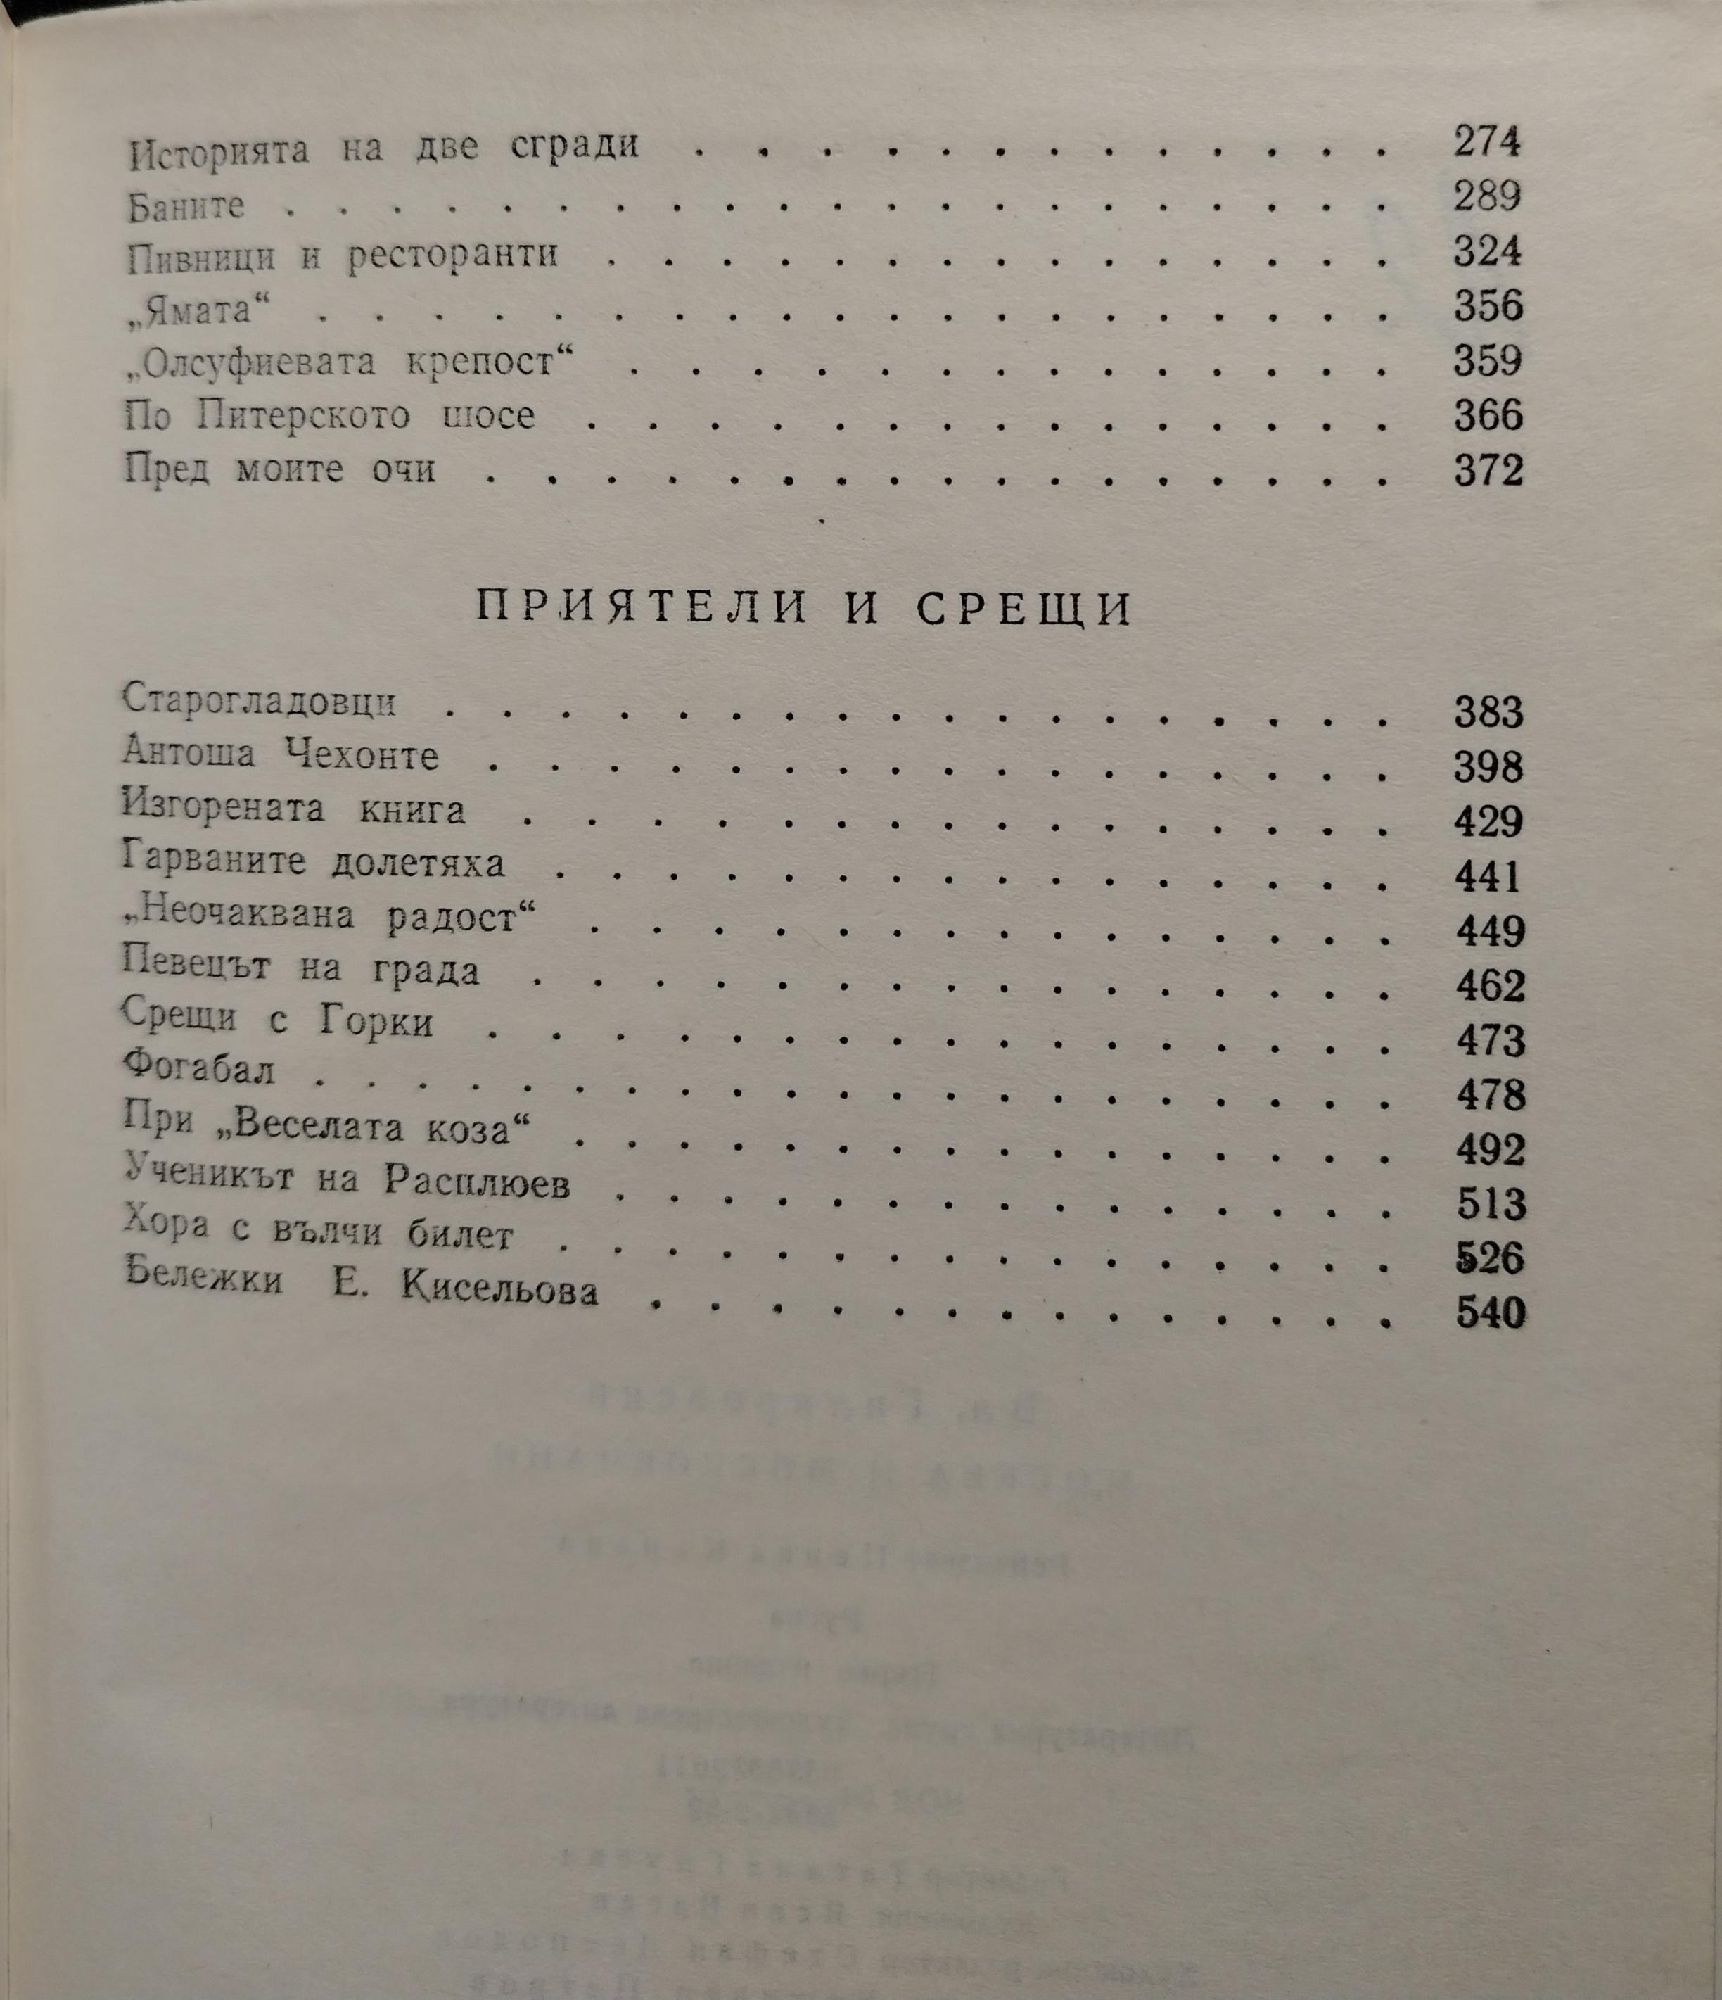 Историята на две сгради . . . . . . . . . . . . 274
Баните . . . . . . . . . . . . . . . . . . . . 289
Пивници и ресторанти . . . . . . . . . . . . . . 324
„Ямата“ . . . . . . . . . . . . . . . . . . . 356
„Олсуфиевата крепост“ . . . . . . . . . . . . . 359
По Питерското шосе . . . . . . . . . . . . . . 366
Пред моите очи . . . . . . . . . . . . . . . . 372
ПРИЯТЕЛИ И СРЕЩИ
Старогладовци . . . . . . . . . . . . . . . . . 383
Антоша Чехонте . . . . . . . . . . . . . . . . 398
Изгорената книга . . . . . . . . . . . . . . . 429
Гарваните долетяха . . . . . . . . . . . . . . . 441
„Неочаквана радост“ . . . . . . . . . . . . . . 449
Певецът на града . . . . . . . . . . . . . . . 462
Срещи с Горки . . . . . . . . . . . . . . . . 473
Фогабал . . . . . . . . . . . . . . . . . . . . 478
При „Веселата коза“ . . . . . . . . . . . . . . . 492
Ученикът на Расплюев . . . . . . . . . . . . . . 513
Хора с вълчи билет . . . . . . . . . . . . . . . 526
Бележки Е. Кисельова . . . . . . . . . . . . . 540